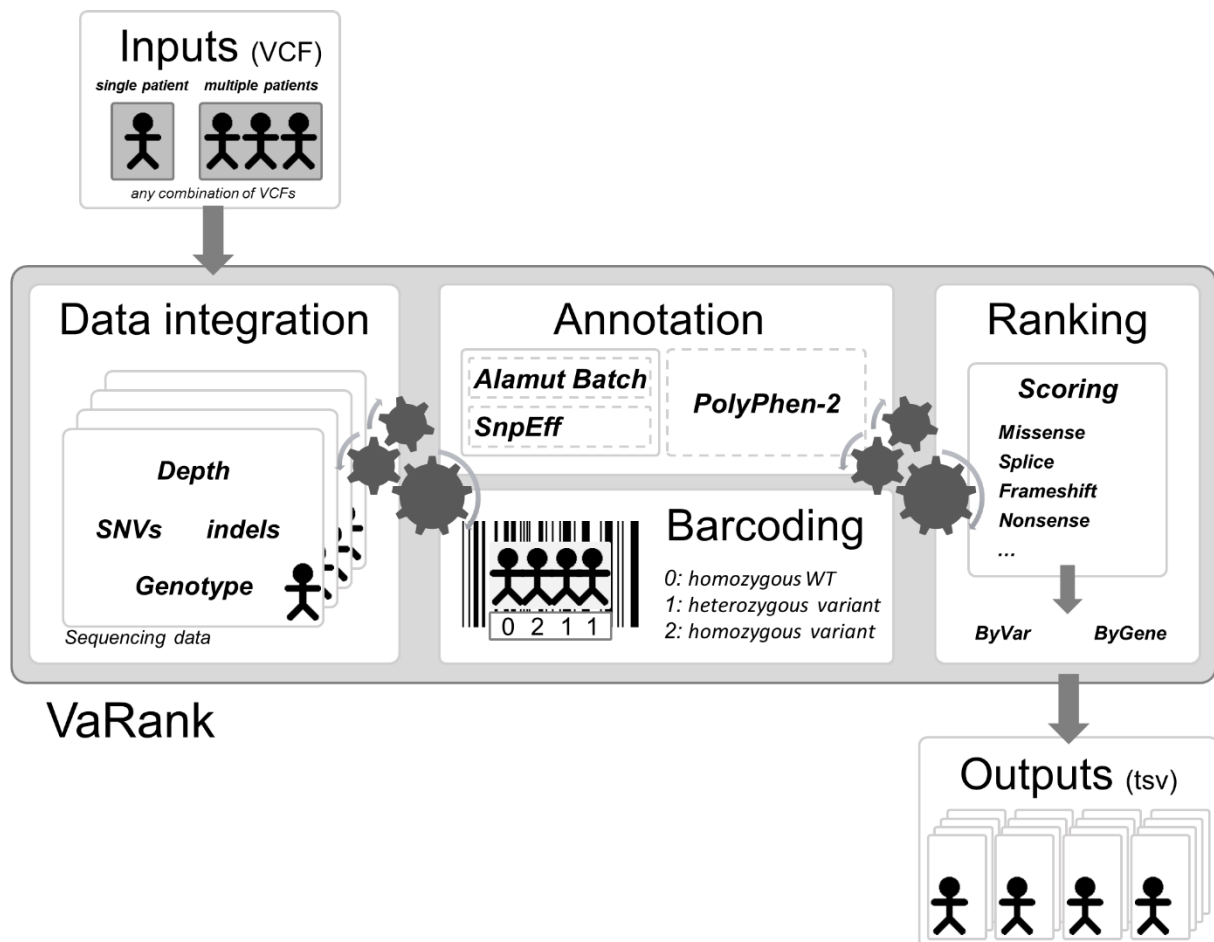 Inputs (VCF)
single patient multiple patients
any combination of VCFs
Data integration
Depth
SNVs indels
Genotype
Sequencing data
Annotation
Alamut Batch
SnpEff
PolyPhen-2
Barcoding
0: homozygous WT
1: heterozygous variant
2: homozygous variant
0 2 1 1
Ranking
Scoring
Missense
Splice
Frameshift
Nonsense
...
ByVar ByGene
VaRank
Outputs (tsv)